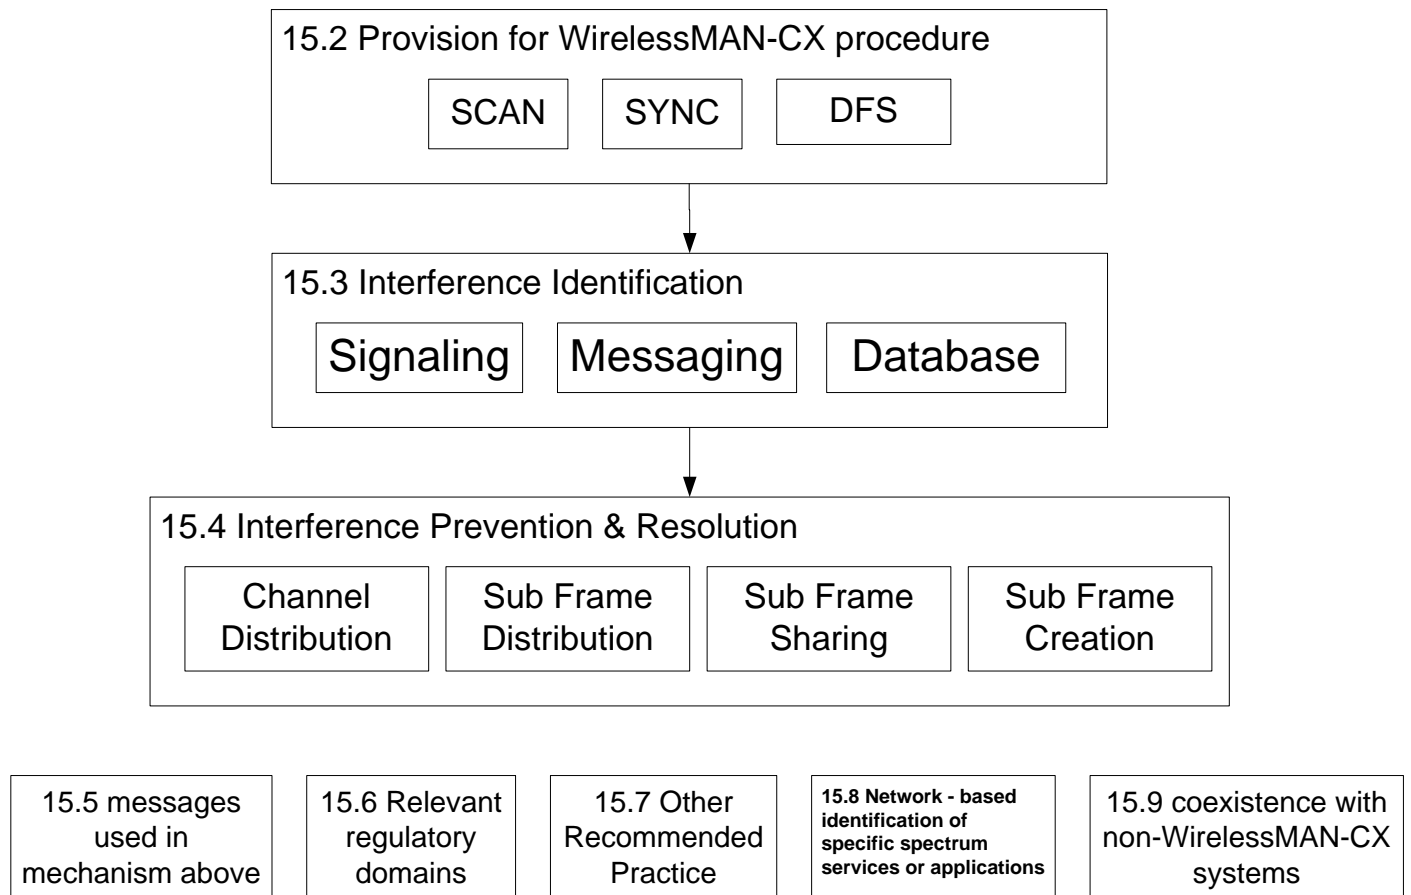 15.2 Provision for WirelessMAN-CX procedure
SCAN
SYNC
DFS
15.3 Interference Identification
Signaling
Messaging
Database
15.4 Interference Prevention & Resolution
Channel
Distribution
Sub Frame
Distribution
Sub Frame
Sharing
Sub Frame
Creation
15.5 messages
used in
mechanism above
15.6 Relevant
regulatory
domains
15.7 Other
Recommended
Practice
15.8 Network - based
identification of
specific spectrum
services or applications
15.9 coexistence with
non-WirelessMAN-CX
systems